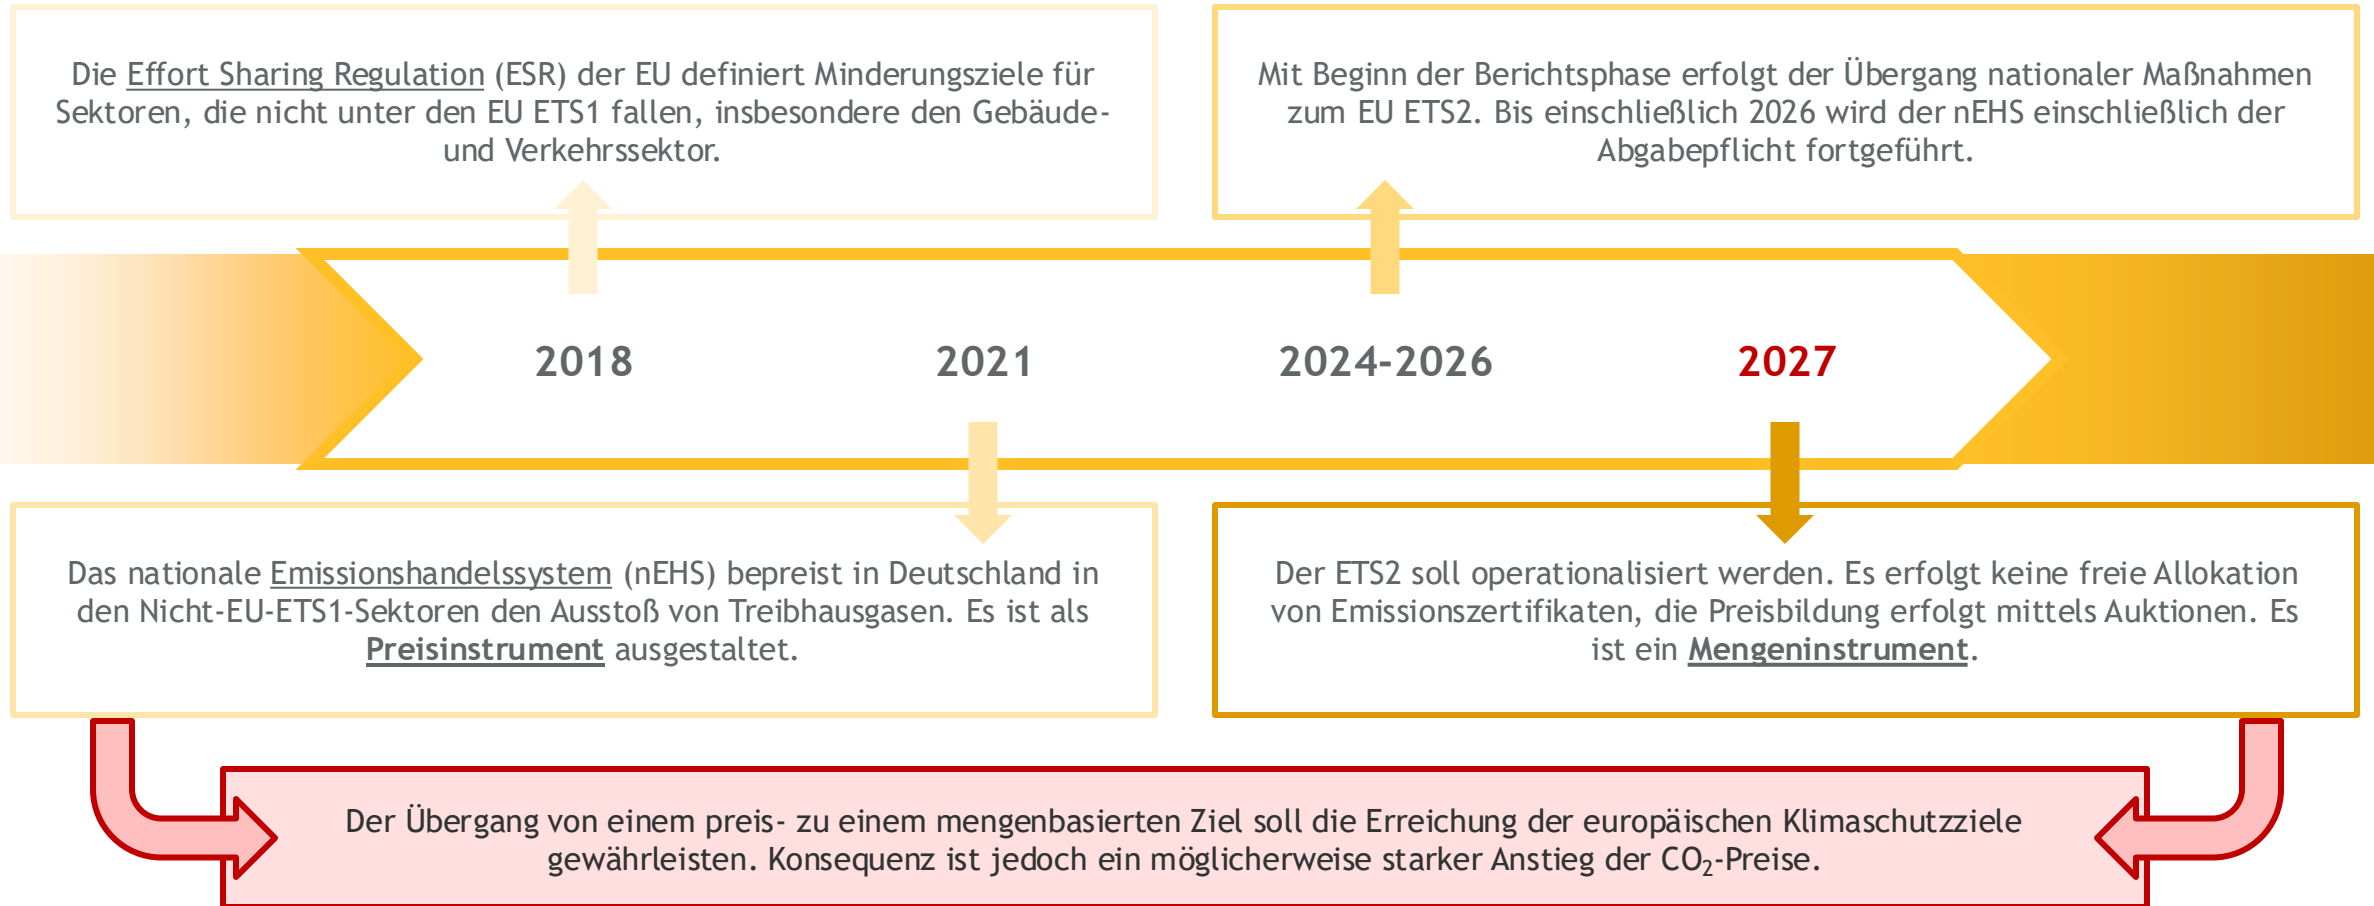 Die Effort Sharing Regulation (ESR) der EU definiert Minderungsziele für
Sektoren, die nicht unter den EU ETS1 fallen, insbesondere den Gebäude-
und Verkehrssektor.
Mit Beginn der Berichtsphase erfolgt der Übergang nationaler Maßnahmen
zum EU ETS2. Bis einschließlich 2026 wird der nEHS einschließlich der
Abgabepflicht fortgeführt.
2018
2021
2024-2026
2027
Das nationale Emissionshandelssystem (nEHS) bepreist in Deutschland in
den Nicht-EU-ETS1-Sektoren den Ausstoß von Treibhausgasen. Es ist als
Preisinstrument ausgestaltet.
Der ETS2 soll operationalisiert werden. Es erfolgt keine freie Allokation
von Emissionszertifikaten, die Preisbildung erfolgt mittels Auktionen. Es
ist ein Mengeninstrument.
Der Übergang von einem preis- zu einem mengenbasierten Ziel soll die Erreichung der europäischen Klimaschutzziele
gewährleisten. Konsequenz ist jedoch ein möglicherweise starker Anstieg der CO₂-Preise.